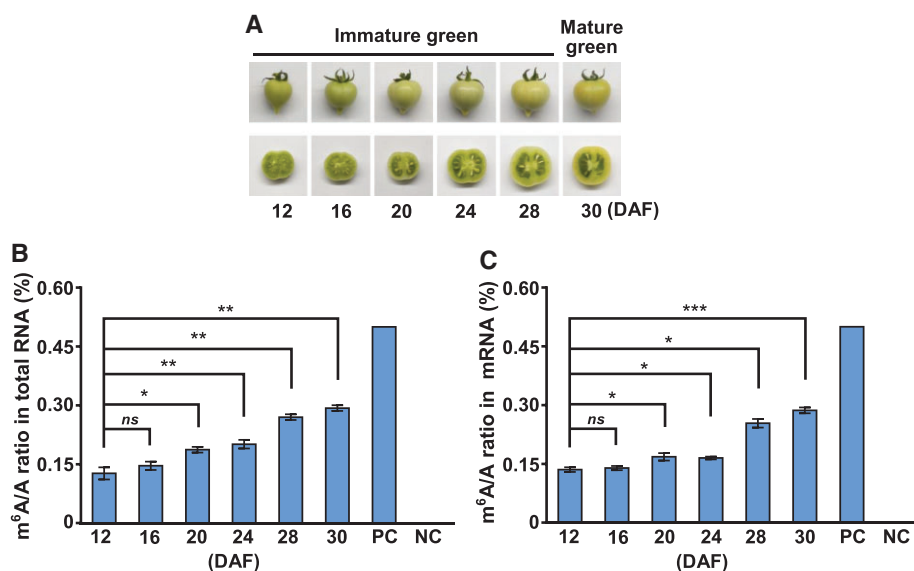 A
Immature green
Mature green
12 16 20 24 28 30 (DAF)
B
m⁶A/A ratio in total RNA (%)
0.60
0.45
0.30
0.15
0
**
**
**
*
ns
12 16 20 24 28 30 PC NC
(DAF)
C
m⁶A/A ratio in mRNA (%)
0.60
0.45
0.30
0.15
0
***
*
*
*
ns
12 16 20 24 28 30 PC NC
(DAF)